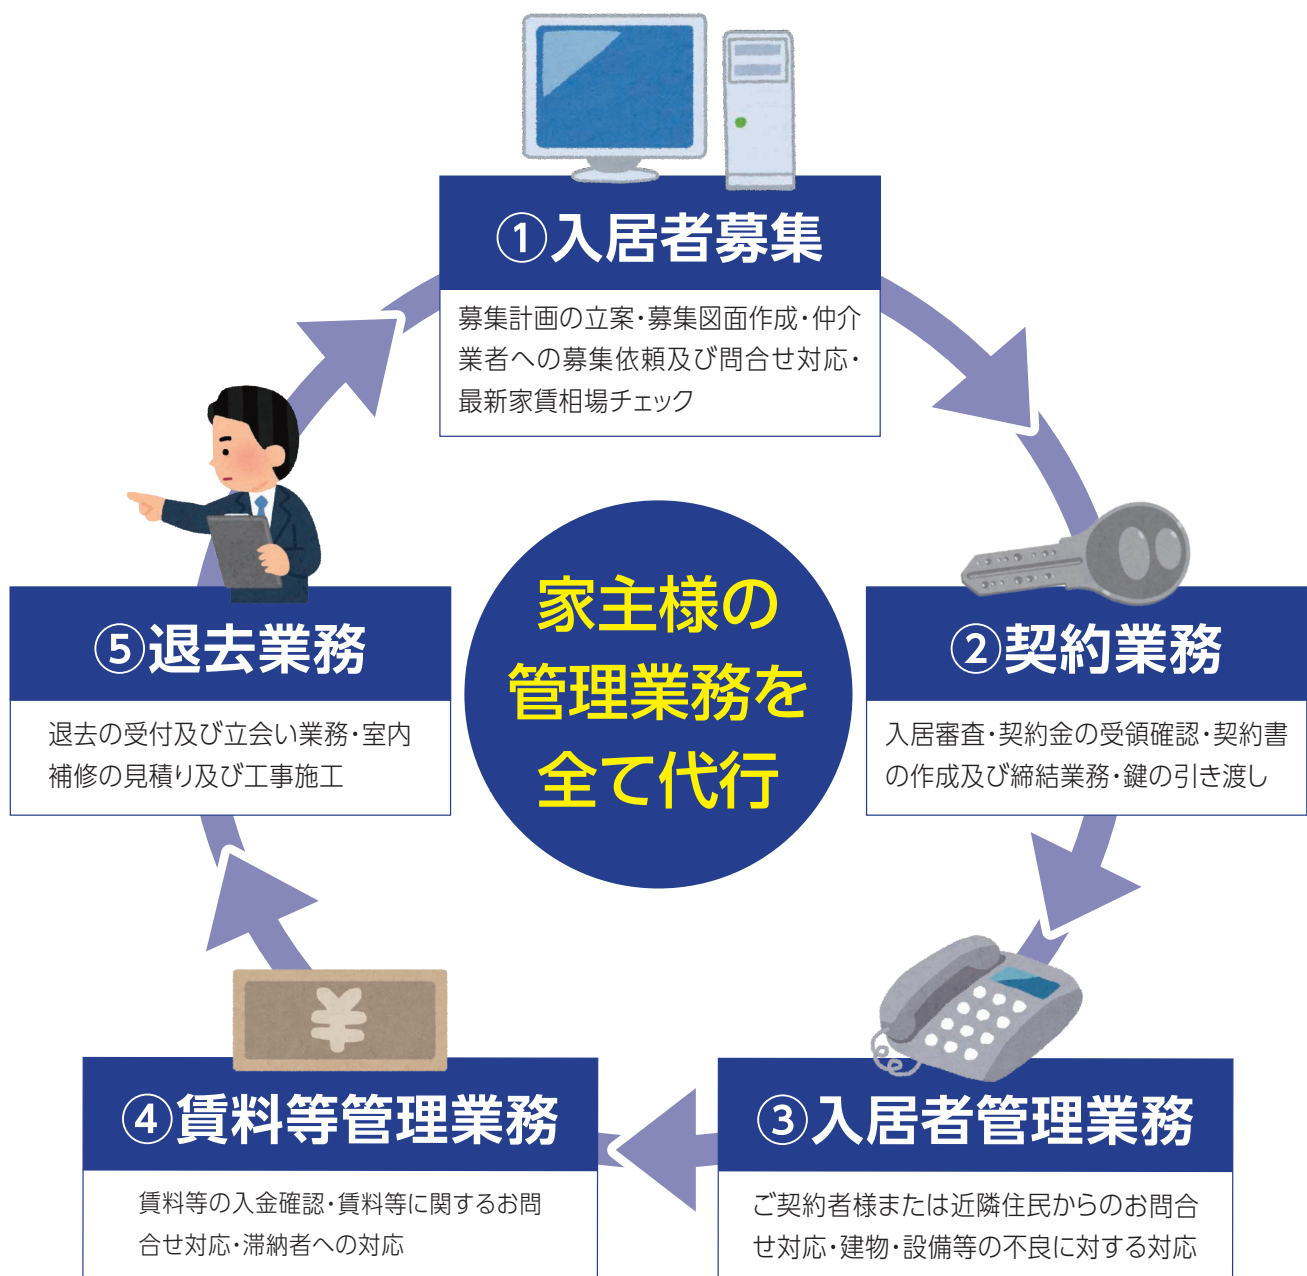 ①入居者募集
募集計画の立案・募集図面作成・仲介
業者への募集依頼及び問合せ対応・
最新家賃相場チェック
家主様の
管理業務を
全て代行
②契約業務
入居審査・契約金の受領確認・契約書
の作成及び締結業務・鍵の引き渡し
③入居者管理業務
ご契約者様または近隣住民からのお問合
せ対応・建物・設備等の不良に対する対応
④賃料等管理業務
賃料等の入金確認・賃料等に関するお問
合せ対応・滞納者への対応
¥
⑤退去業務
退去の受付及び立会い業務・室内
補修の見積り及び工事施工